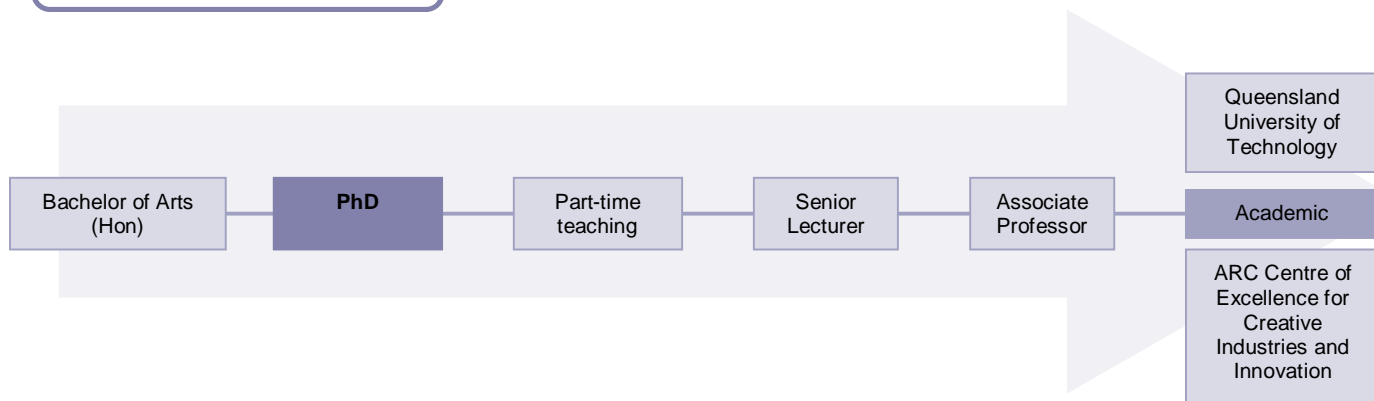 Bachelor of Arts
(Hon)
PhD
Part-time
teaching
Senior
Lecturer
Associate
Professor
Queensland
University of
Technology
Academic
ARC Centre of
Excellence for
Creative
Industries and
Innovation